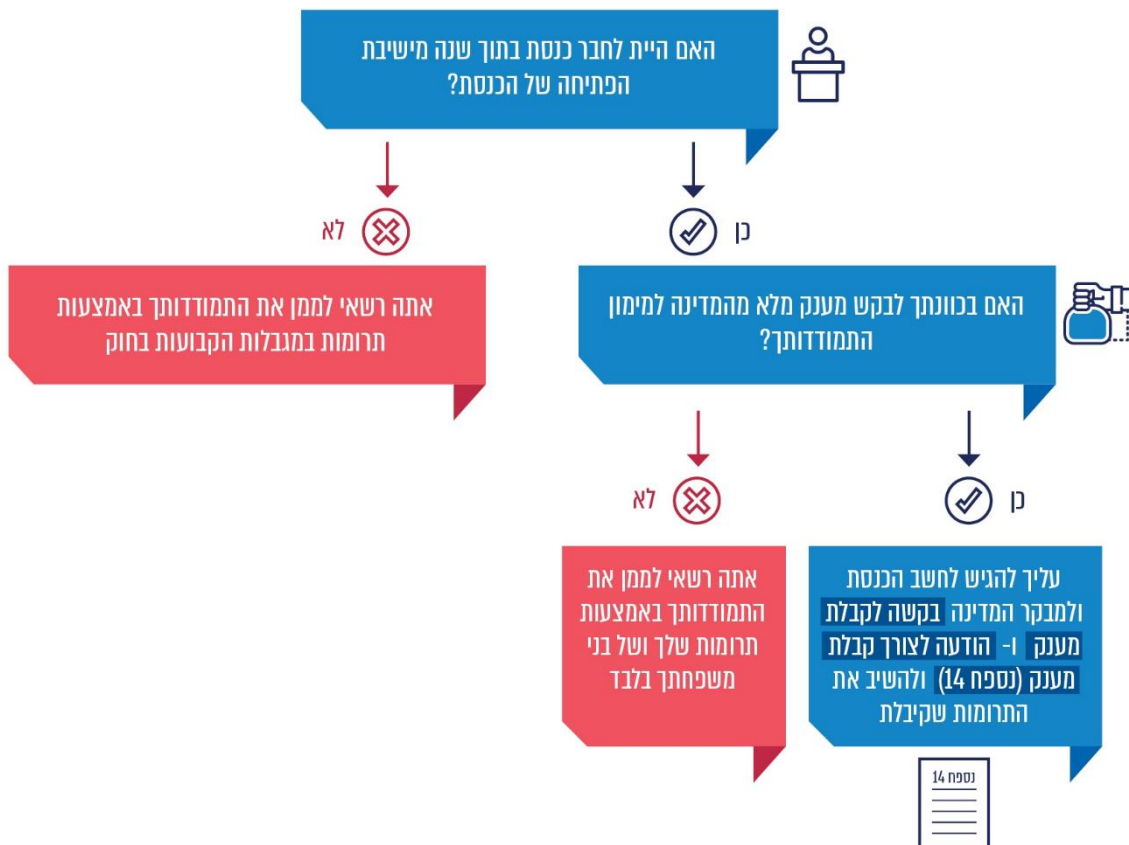 האם היית לחבר כנסת בתוך שנה מישיבת
הפתיחה של הכנסת?
כן
לא
האם בכוונתך לבקש מענק מלא מהמדינה למימון
התמודדותך?
אתה רשאי לממן את התמודדותך באמצעות
תרומות במגבלות הקבועות בחוק
כן
לא
עליך להגיש לחשב הכנסת
ולמבקר המדינה בקשה לקבלת
מענק ו- הודעה לצורך קבלת
מענק (נספח 14) ולהשיב את
התרומות שקיבלת
אתה רשאי לממן את
התמודדותך באמצעות
תרומות שלך ושל בני
משפחתך בלבד
נספח 14